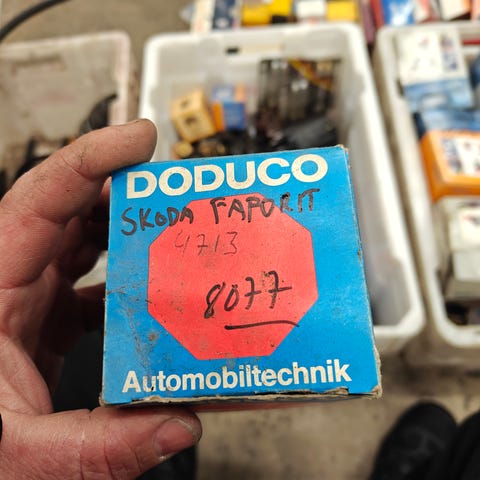 DODUCO
SKODA FAPORIT
4713
8077
Automobiltechnik